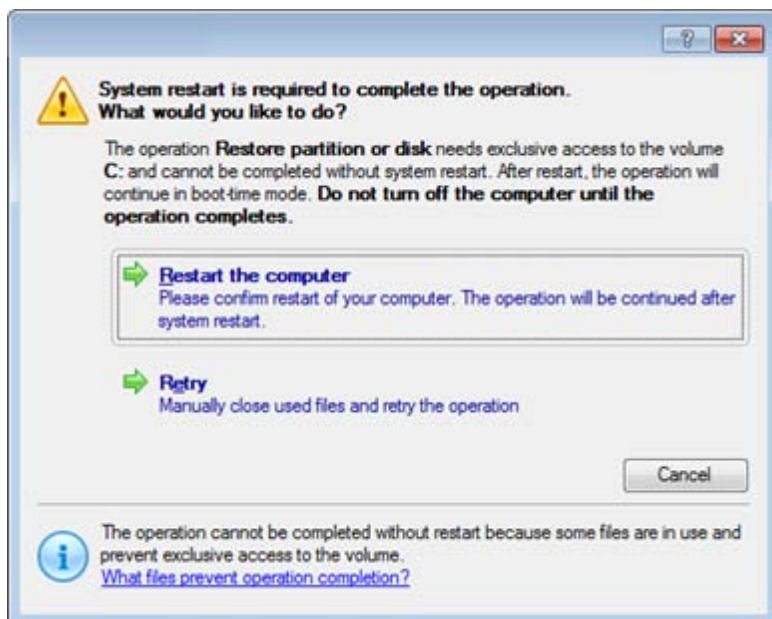 System restart is required to complete the operation.
What would you like to do?
The operation Restore partition or disk needs exclusive access to the volume
C: and cannot be completed without system restart. After restart, the operation will
continue in boot-time mode. Do not turn off the computer until the
operation completes.
Restart the computer
Please confirm restart of your computer. The operation will be continued after
system restart.
Retry
Manually close used files and retry the operation
Cancel
The operation cannot be completed without restart because some files are in use and
prevent exclusive access to the volume.
What files prevent operation completion?